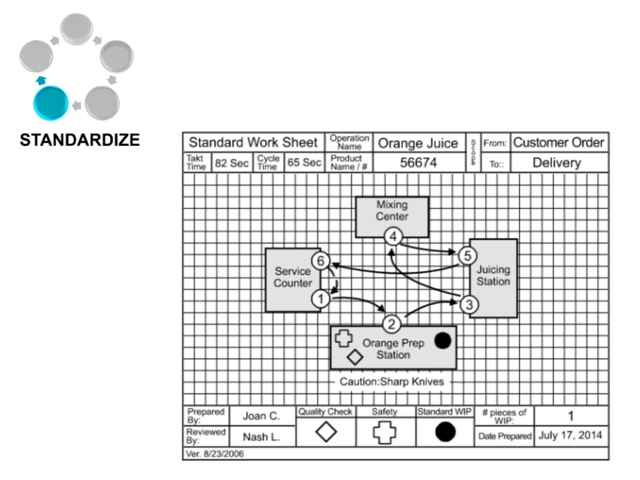 STANDARDIZE
Standard Work Sheet
Operation
Name
Orange Juice
Scope
From:
Customer Order
Takt
Time
82 Sec
Cycle
Time
65 Sec
Product
Name / #
56674
To::
Delivery
Mixing
Center
4
5
6
Service
Counter
Juicing
Station
1
3
2
Orange Prep
Station
Caution:Sharp Knives
Prepared
By:
Joan C.
Quality Check
Safety
Standard WIP
# pieces of
WIP:
1
Reviewed
By:
Nash L.
Date Prepared
July 17, 2014
Ver. 8/23/2006